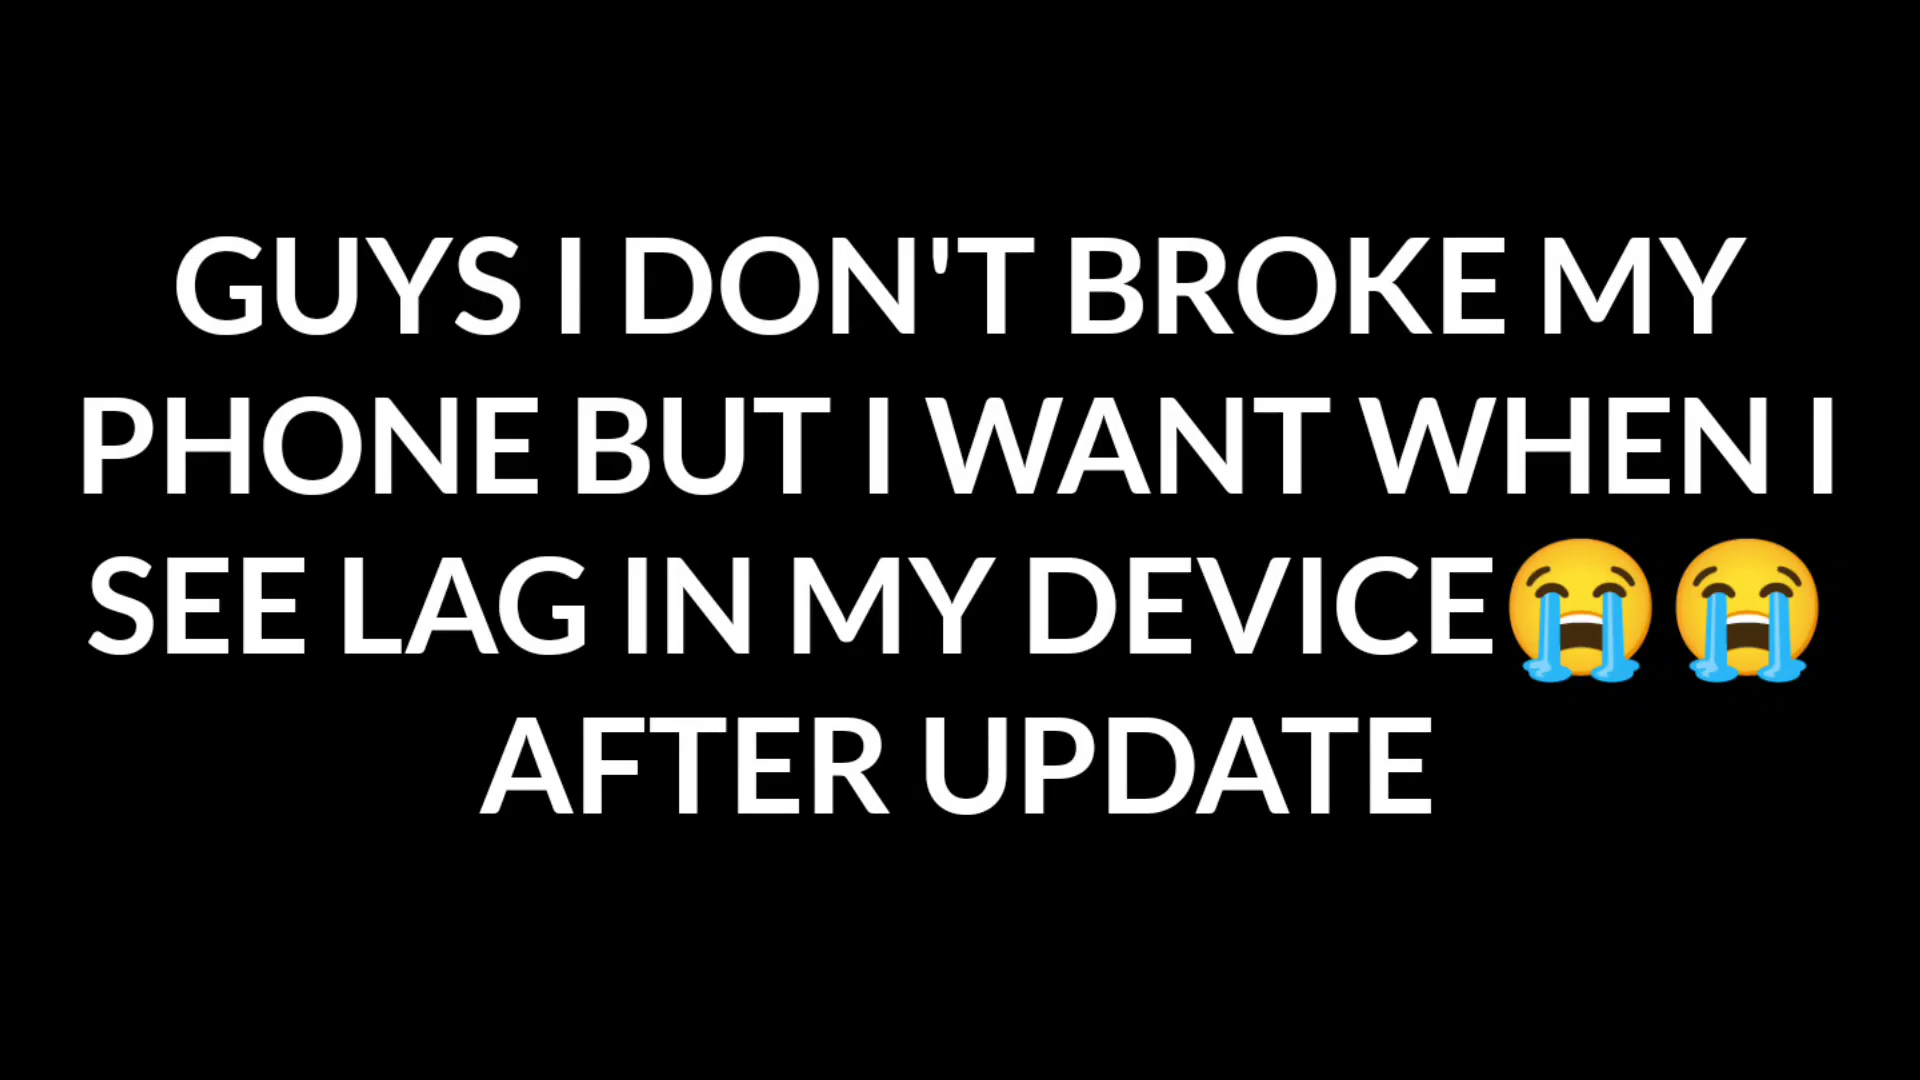 GUYS I DON'T BROKE MY
PHONE BUT I WANT WHEN I
SEE LAG IN MY DEVICE😭😭
AFTER UPDATE